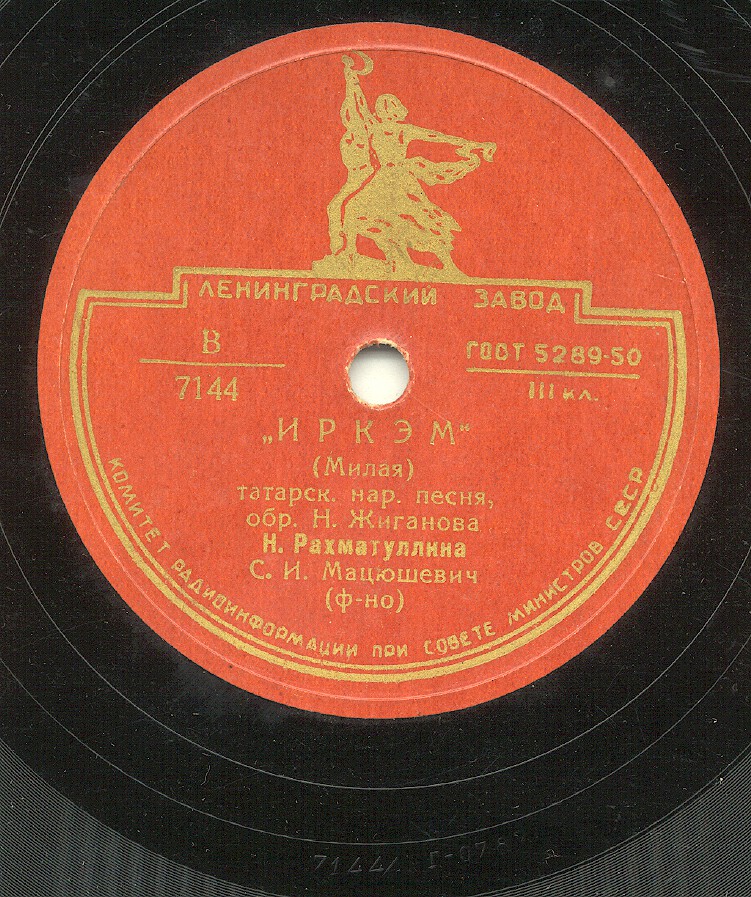 ЛЕНИНГРАДСКИЙ ЗАВОД
В
7144
ГОСТ 5289-50
III кл.
„ИРКЭМ“
(Милая)
татарск. нар. песня,
обр. Н. Жиганова
Н. Рахматуллина
С. И. Мацюшевич
(ф-но)
КОМИТЕТ РАДИОИНФОРМАЦИИ ПРИ СОВЕТЕ МИНИСТРОВ СССР
7144